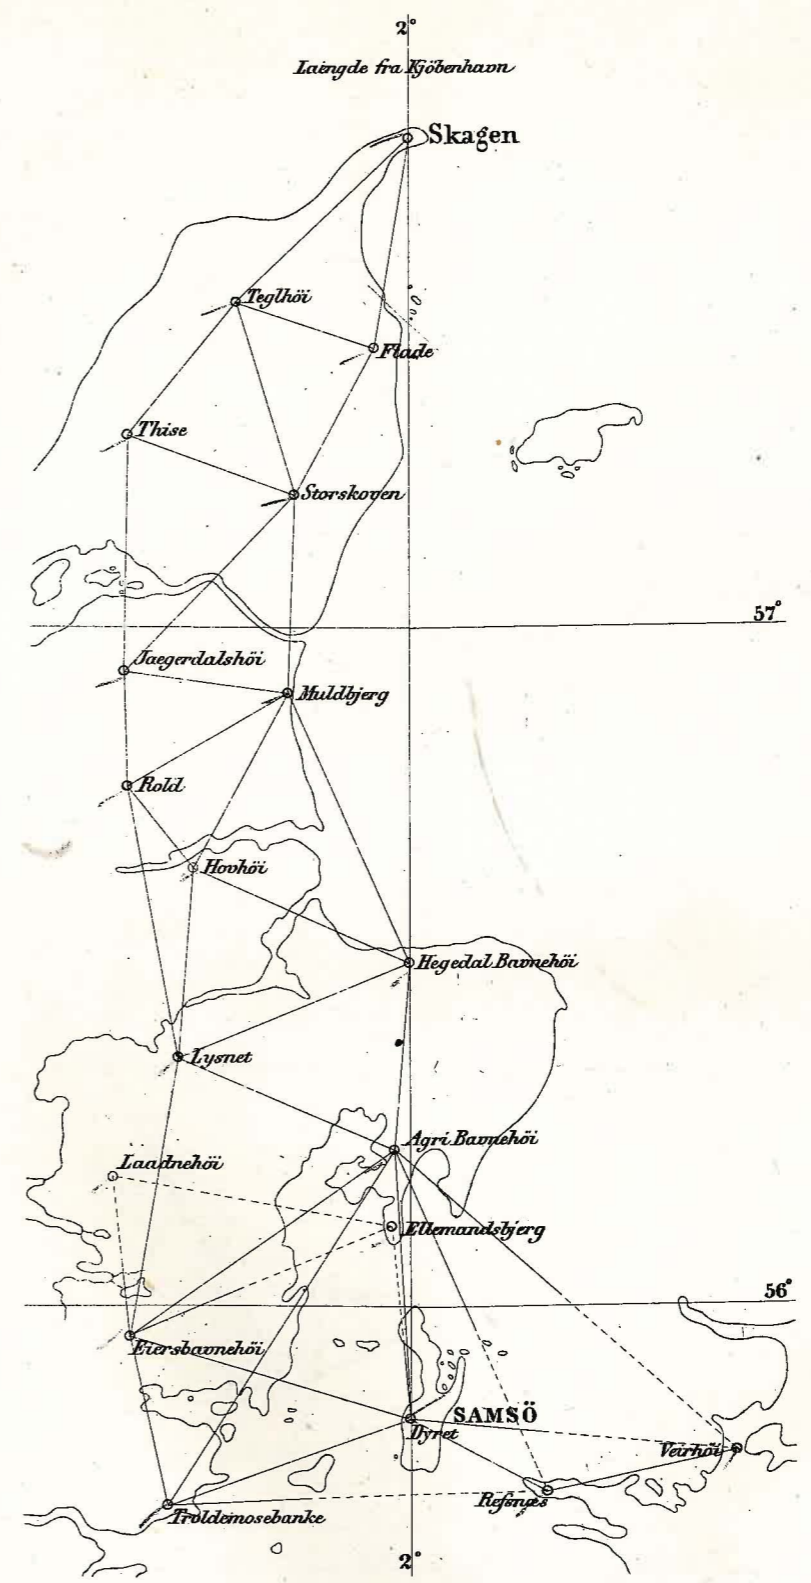 2°
Laengde fra Kjöbenhavn
Skagen
Teglhöi
Flade
Thise
Storskoven
57°
Jaegerdalshöi
Muldbjerg
Rold
Hovhöi
Hegedal Bavnehöi
Lysnet
Agri Bavnehöi
Laadnehöi
Ellemandsbjerg
56°
Eiersbavnehöi
SAMSÖ
Dyret
Veirhöi
Refsnæs
Troldemosebanke
2°